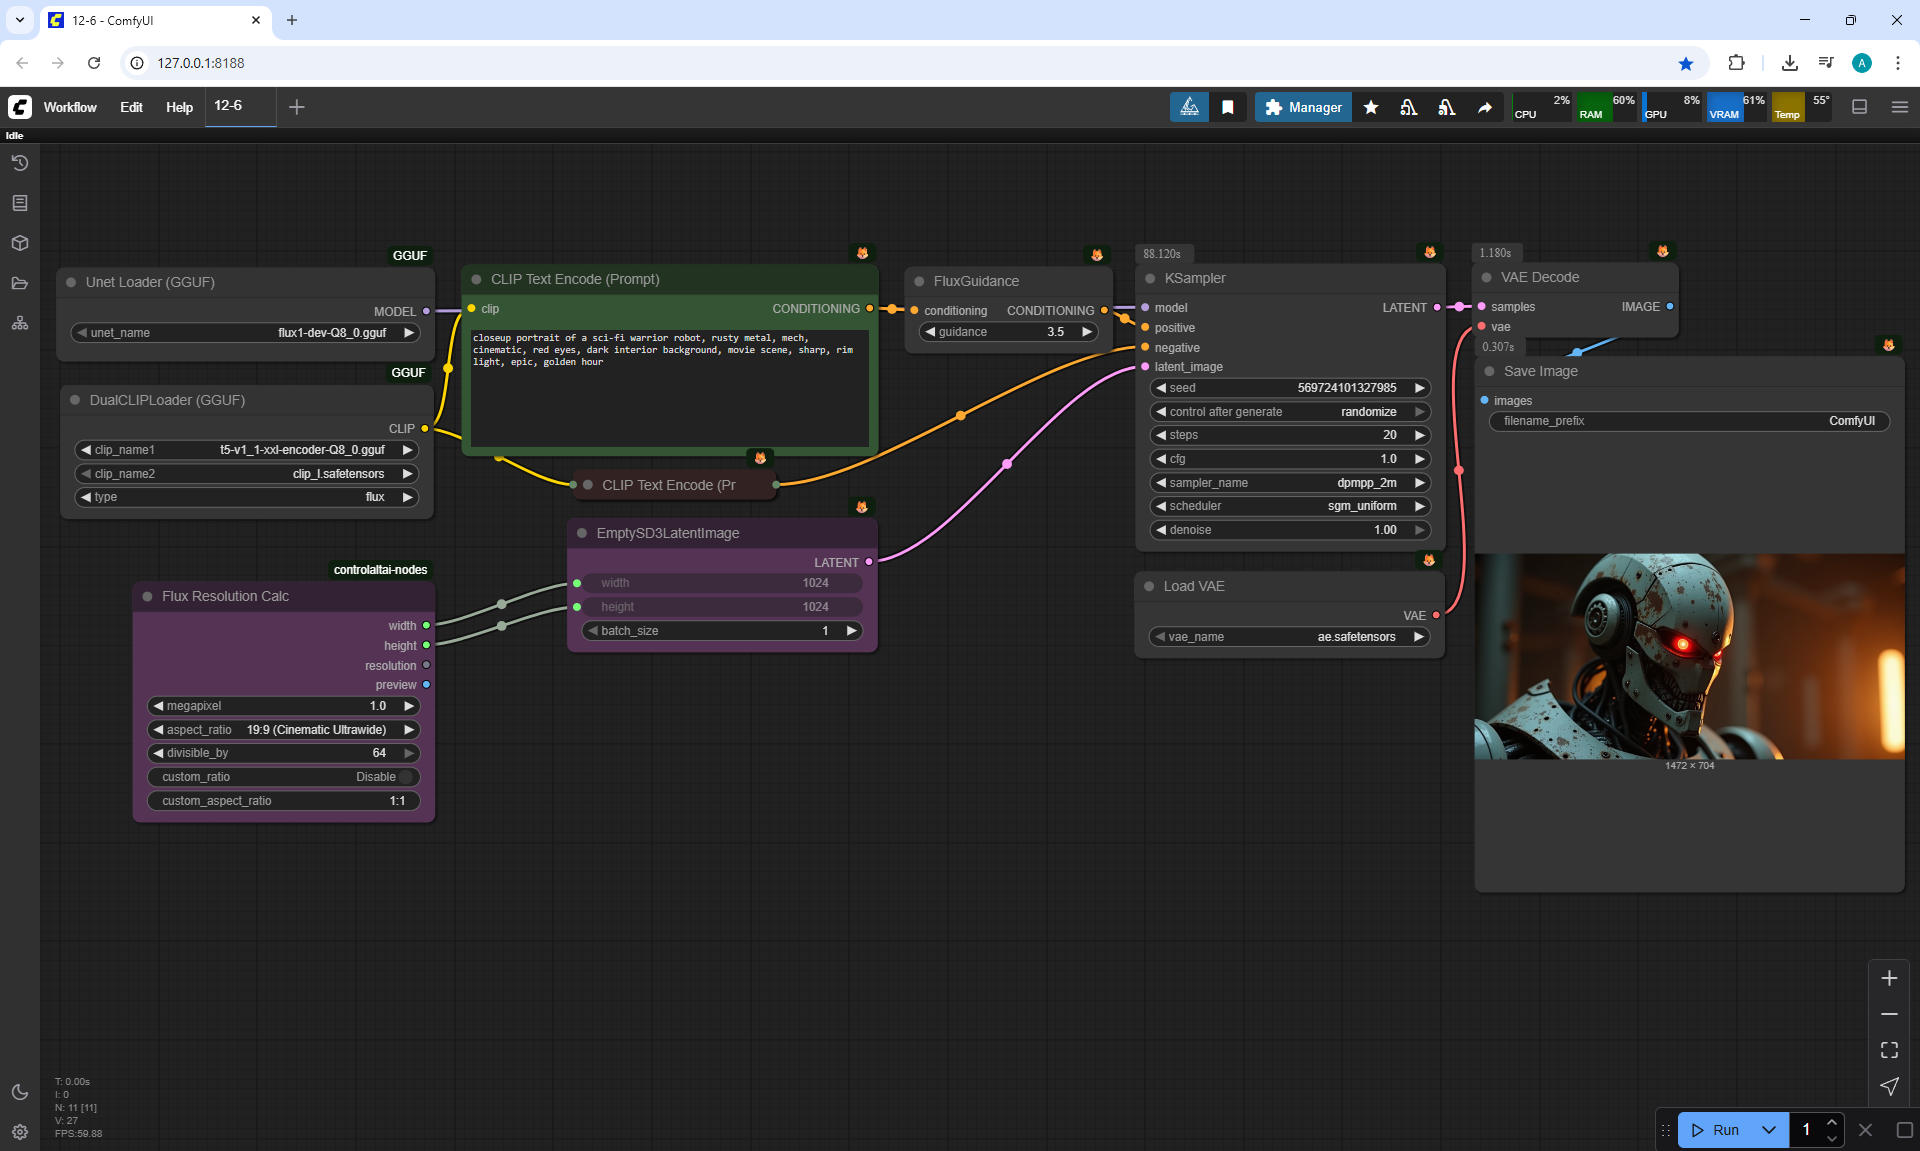 12-6 - ComfyUI
127.0.0.1:8188
A
Workflow
Edit
Help
12-6
Manager
CPU
2%
RAM
60%
GPU
8%
VRAM
61%
Temp
55°
Idle
GGUF
Unet Loader (GGUF)
MODEL
unet_name
flux1-dev-Q8_0.gguf
GGUF
DualCLIPLoader (GGUF)
CLIP
clip_name1
t5-v1_1-xxl-encoder-Q8_0.gguf
clip_name2
clip_l.safetensors
type
flux
controlaltai-nodes
Flux Resolution Calc
width
height
resolution
preview
megapixel
1.0
aspect_ratio
19:9 (Cinematic Ultrawide)
divisible_by
64
custom_ratio
Disable
custom_aspect_ratio
1:1
CLIP Text Encode (Prompt)
clip
CONDITIONING
closeup portrait of a sci-fi warrior robot, rusty metal, mech,
cinematic, red eyes, dark interior background, movie scene, sharp, rim
light, epic, golden hour
CLIP Text Encode (Pr
EmptySD3LatentImage
LATENT
width
1024
height
1024
batch_size
1
FluxGuidance
conditioning
CONDITIONING
guidance
3.5
88.120s
KSampler
model
LATENT
positive
negative
latent_image
seed
569724101327985
control after generate
randomize
steps
20
cfg
1.0
sampler_name
dpmpp_2m
scheduler
sgm_uniform
denoise
1.00
Load VAE
VAE
vae_name
ae.safetensors
1.180s
VAE Decode
samples
IMAGE
vae
0.307s
Save Image
images
filename_prefix
ComfyUI
1472 × 704
T: 0.00s
I: 0
N: 11 [11]
V: 27
FPS:59.88
Run
1